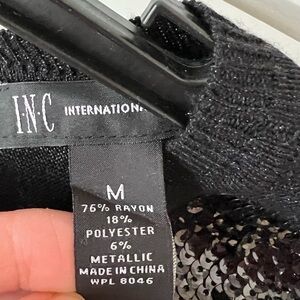 I·N·C INTERNATION
M
76% RAYON
18%
POLYESTER
6%
METALLIC
MADE IN CHINA
WPL 8046